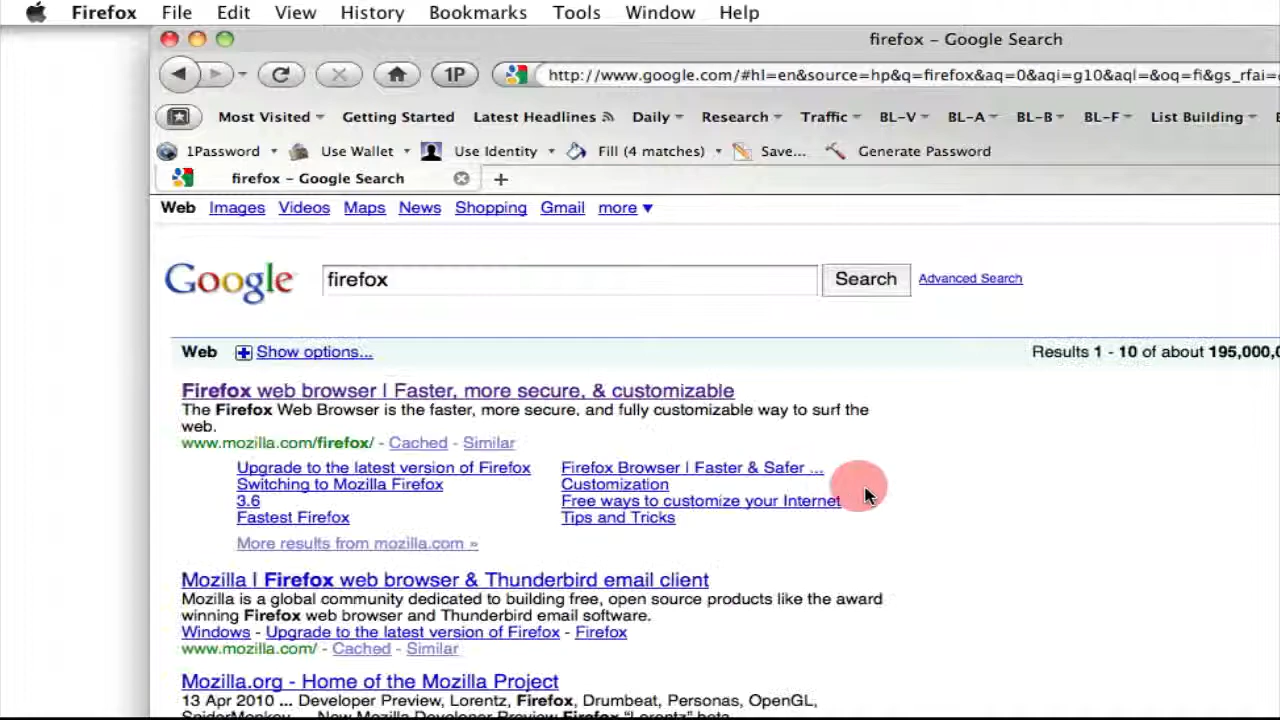 Firefox File Edit View History Bookmarks Tools Window Help
firefox – Google Search
1P http://www.google.com/#hl=en&source=hp&q=firefox&aq=0&aqi=g10&aql=&oq=fi&gs_rfai=
Most Visited Getting Started Latest Headlines Daily Research Traffic BL-V BL-A BL-B BL-F List Building
1Password Use Wallet Use Identity Fill (4 matches) Save... Generate Password
firefox – Google Search
Web Images Videos Maps News Shopping Gmail more ▼
Google firefox Search Advanced Search
Web Show options... Results 1 - 10 of about 195,000,0
Firefox web browser | Faster, more secure, & customizable
The Firefox Web Browser is the faster, more secure, and fully customizable way to surf the
web.
www.mozilla.com/firefox/ - Cached - Similar
Upgrade to the latest version of Firefox Firefox Browser | Faster & Safer ...
Switching to Mozilla Firefox Customization
3.6 Free ways to customize your Internet
Fastest Firefox Tips and Tricks
More results from mozilla.com »
Mozilla | Firefox web browser & Thunderbird email client
Mozilla is a global community dedicated to building free, open source products like the award
winning Firefox web browser and Thunderbird email software.
Windows - Upgrade to the latest version of Firefox - Firefox
www.mozilla.com/ - Cached - Similar
Mozilla.org - Home of the Mozilla Project
13 Apr 2010 ... Developer Preview, Lorentz, Firefox, Drumbeat, Personas, OpenGL,
SpiderMonkey ... New Mozilla Developer Preview Firefox “Lorentz” beta